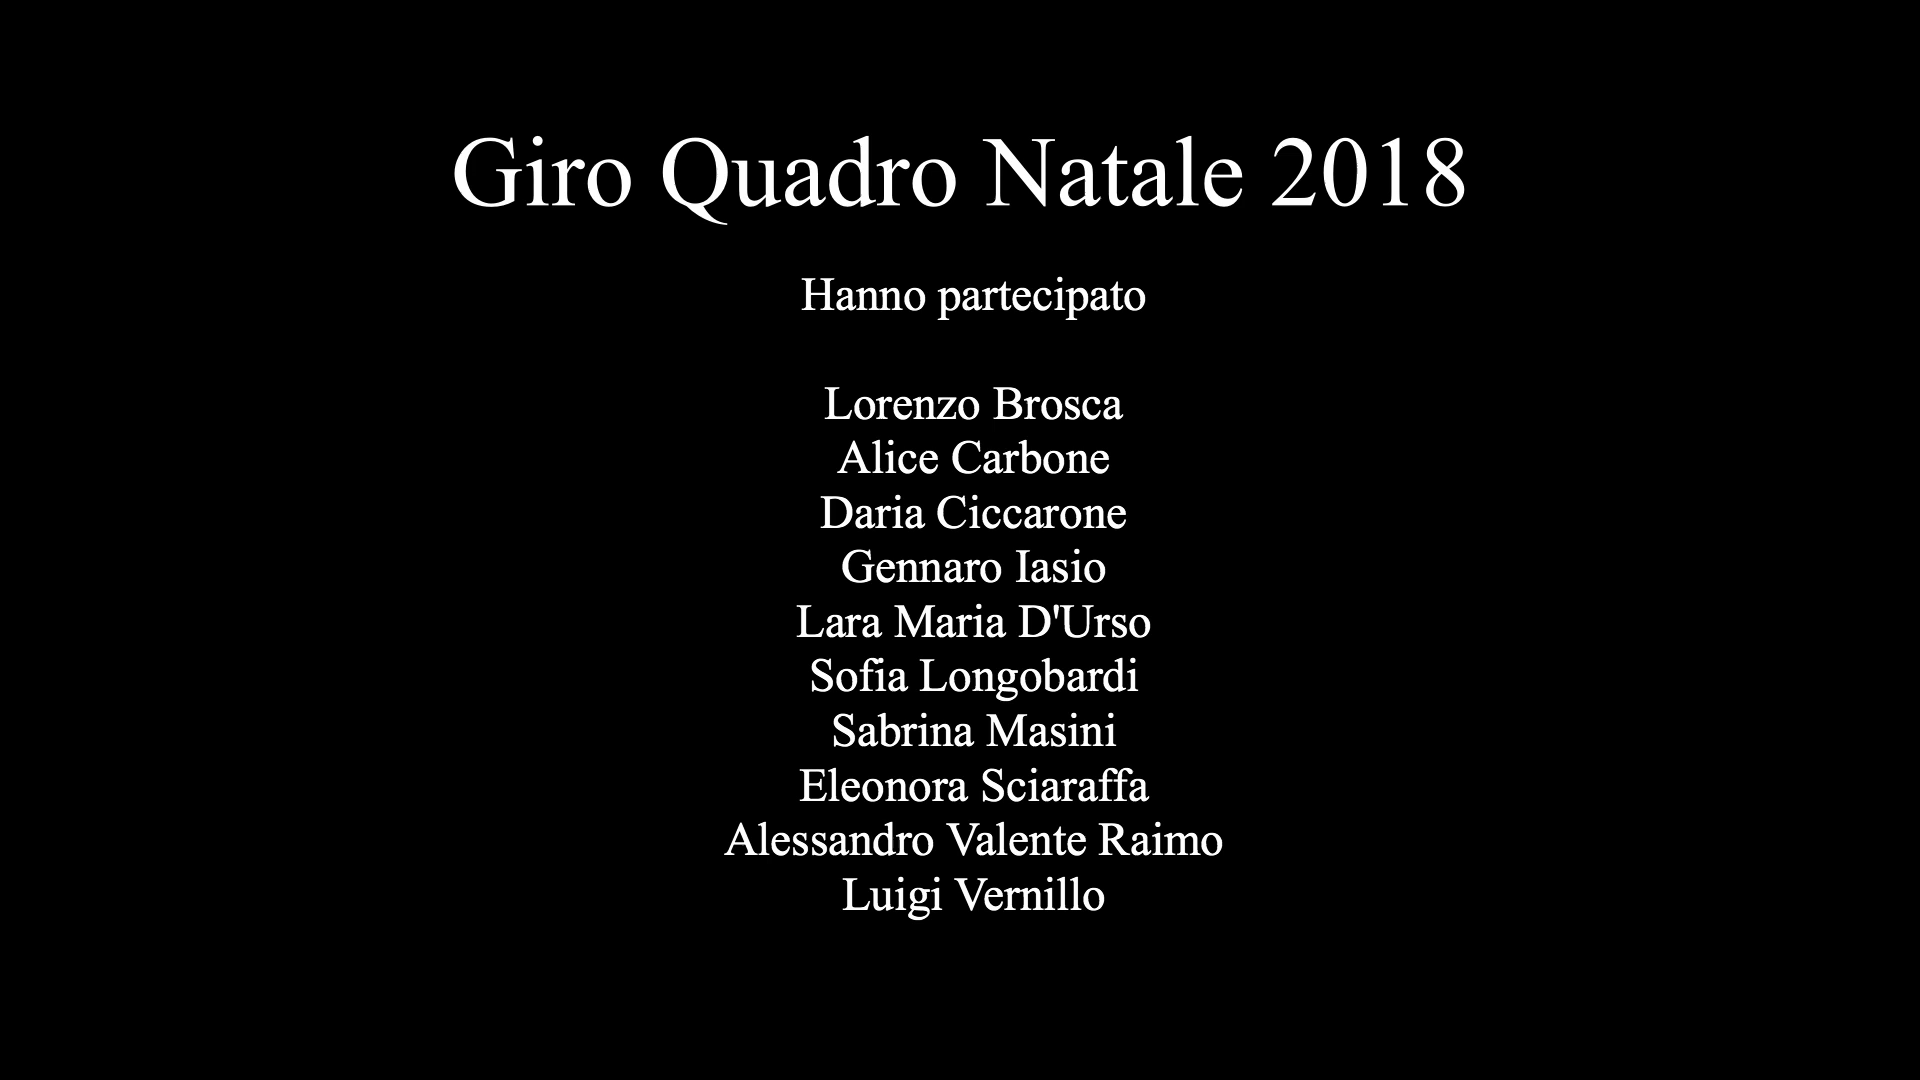 Giro Quadro Natale 2018
Hanno partecipato
Lorenzo Brosca
Alice Carbone
Daria Ciccarone
Gennaro Iasio
Lara Maria D'Urso
Sofia Longobardi
Sabrina Masini
Eleonora Sciaraffa
Alessandro Valente Raimo
Luigi Vernillo